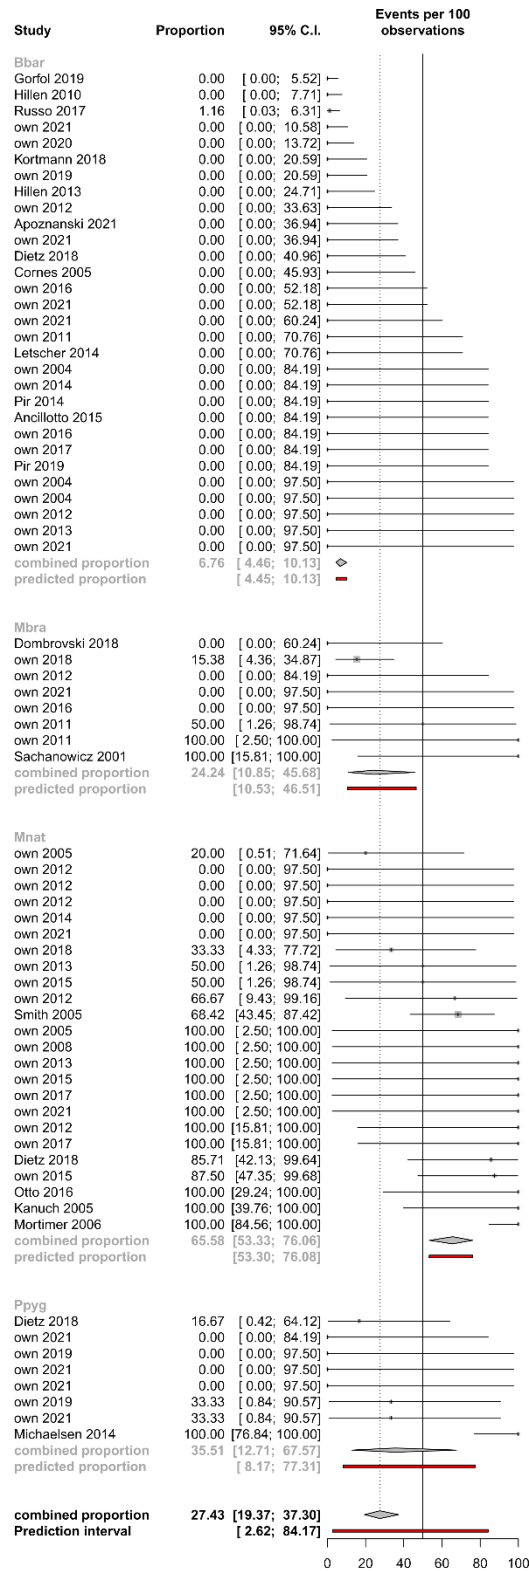 Events per 100
Study Proportion 95% C.I. observations
Bbar
Gorfol 2019 0.00 [ 0.00; 5.52]
Hillen 2010 0.00 [ 0.00; 7.71]
Russo 2017 1.16 [ 0.03; 6.31]
own 2021 0.00 [ 0.00; 10.58]
own 2020 0.00 [ 0.00; 13.72]
Kortmann 2018 0.00 [ 0.00; 20.59]
own 2019 0.00 [ 0.00; 20.59]
Hillen 2013 0.00 [ 0.00; 24.71]
own 2012 0.00 [ 0.00; 33.63]
Apoznanski 2021 0.00 [ 0.00; 36.94]
own 2021 0.00 [ 0.00; 36.94]
Dietz 2018 0.00 [ 0.00; 40.96]
Cornes 2005 0.00 [ 0.00; 45.93]
own 2016 0.00 [ 0.00; 52.18]
own 2021 0.00 [ 0.00; 52.18]
own 2021 0.00 [ 0.00; 60.24]
own 2011 0.00 [ 0.00; 70.76]
Letscher 2014 0.00 [ 0.00; 70.76]
own 2004 0.00 [ 0.00; 84.19]
own 2014 0.00 [ 0.00; 84.19]
Pir 2014 0.00 [ 0.00; 84.19]
Ancillotto 2015 0.00 [ 0.00; 84.19]
own 2016 0.00 [ 0.00; 84.19]
own 2017 0.00 [ 0.00; 84.19]
Pir 2019 0.00 [ 0.00; 84.19]
own 2004 0.00 [ 0.00; 97.50]
own 2004 0.00 [ 0.00; 97.50]
own 2012 0.00 [ 0.00; 97.50]
own 2013 0.00 [ 0.00; 97.50]
own 2021 0.00 [ 0.00; 97.50]
combined proportion 6.76 [ 4.46; 10.13]
predicted proportion [ 4.45; 10.13]
Mbra
Dombrovski 2018 0.00 [ 0.00; 60.24]
own 2018 15.38 [ 4.36; 34.87]
own 2012 0.00 [ 0.00; 84.19]
own 2021 0.00 [ 0.00; 97.50]
own 2016 0.00 [ 0.00; 97.50]
own 2011 50.00 [ 1.26; 98.74]
own 2011 100.00 [ 2.50; 100.00]
Sachanowicz 2001 100.00 [15.81; 100.00]
combined proportion 24.24 [10.85; 45.68]
predicted proportion [10.53; 46.51]
Mnat
own 2005 20.00 [ 0.51; 71.64]
own 2012 0.00 [ 0.00; 97.50]
own 2012 0.00 [ 0.00; 97.50]
own 2012 0.00 [ 0.00; 97.50]
own 2014 0.00 [ 0.00; 97.50]
own 2021 0.00 [ 0.00; 97.50]
own 2018 33.33 [ 4.33; 77.72]
own 2013 50.00 [ 1.26; 98.74]
own 2015 50.00 [ 1.26; 98.74]
own 2012 66.67 [ 9.43; 99.16]
Smith 2005 68.42 [43.45; 87.42]
own 2005 100.00 [ 2.50; 100.00]
own 2008 100.00 [ 2.50; 100.00]
own 2013 100.00 [ 2.50; 100.00]
own 2015 100.00 [ 2.50; 100.00]
own 2017 100.00 [ 2.50; 100.00]
own 2021 100.00 [ 2.50; 100.00]
own 2012 100.00 [15.81; 100.00]
own 2017 100.00 [15.81; 100.00]
Dietz 2018 85.71 [42.13; 99.64]
own 2015 87.50 [47.35; 99.68]
Otto 2016 100.00 [29.24; 100.00]
Kanuch 2005 100.00 [39.76; 100.00]
Mortimer 2006 100.00 [84.56; 100.00]
combined proportion 65.58 [53.33; 76.06]
predicted proportion [53.30; 76.08]
Ppyg
Dietz 2018 16.67 [ 0.42; 64.12]
own 2021 0.00 [ 0.00; 84.19]
own 2019 0.00 [ 0.00; 97.50]
own 2021 0.00 [ 0.00; 97.50]
own 2021 0.00 [ 0.00; 97.50]
own 2019 33.33 [ 0.84; 90.57]
own 2021 33.33 [ 0.84; 90.57]
Michaelsen 2014 100.00 [76.84; 100.00]
combined proportion 35.51 [12.71; 67.57]
predicted proportion [ 8.17; 77.31]
combined proportion 27.43 [19.37; 37.30]
Prediction interval [ 2.62; 84.17]
0 20 40 60 80 100